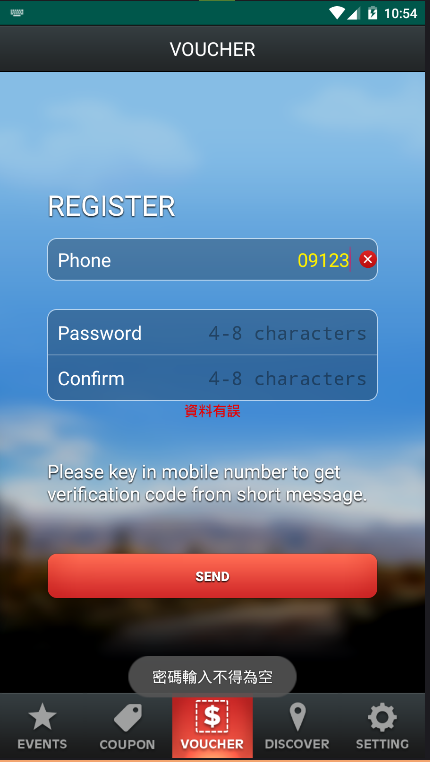 10:54
VOUCHER
REGISTER
Phone 09123
Password 4-8 characters
Confirm 4-8 characters
資料有誤
Please key in mobile number to get
verification code from short message.
SEND
密碼輸入不得為空
EVENTS COUPON VOUCHER DISCOVER SETTING